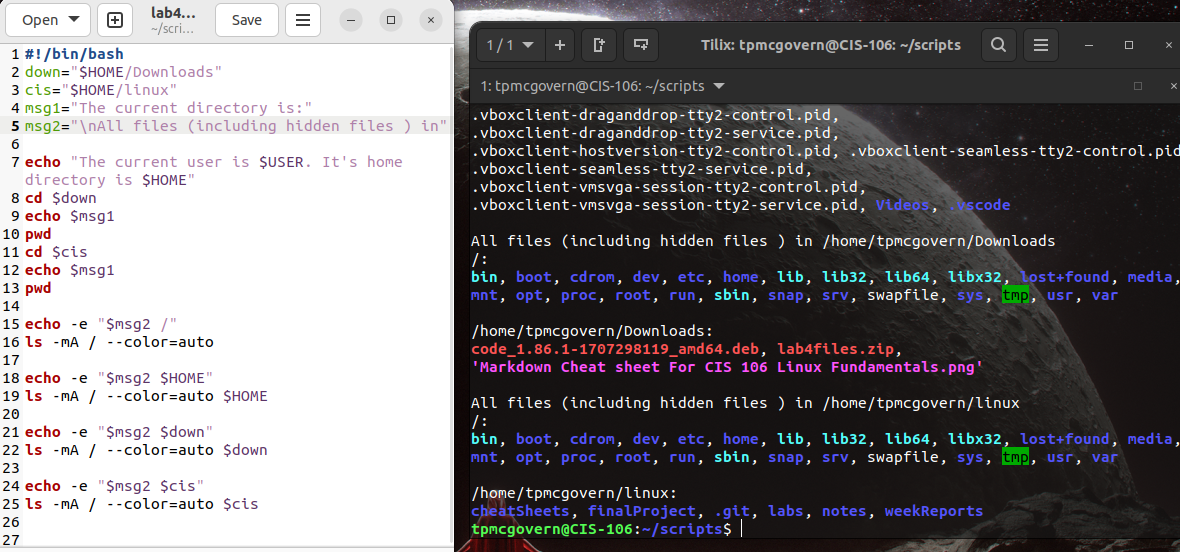 Open
lab4...
~/scri...
Save
1 #!/bin/bash
2 down="$HOME/Downloads"
3 cis="$HOME/linux"
4 msg1="The current directory is:"
5 msg2="\nAll files (including hidden files ) in"
6
7 echo "The current user is $USER. It's home
directory is $HOME"
8 cd $down
9 echo $msg1
10 pwd
11 cd $cis
12 echo $msg1
13 pwd
14
15 echo -e "$msg2 /"
16 ls -mA / --color=auto
17
18 echo -e "$msg2 $HOME"
19 ls -mA / --color=auto $HOME
20
21 echo -e "$msg2 $down"
22 ls -mA / --color=auto $down
23
24 echo -e "$msg2 $cis"
25 ls -mA / --color=auto $cis
26
27
1 / 1
Tilix: tpmcgovern@CIS-106: ~/scripts
1: tpmcgovern@CIS-106: ~/scripts
.vboxclient-draganddrop-tty2-control.pid,
.vboxclient-draganddrop-tty2-service.pid,
.vboxclient-hostversion-tty2-control.pid, .vboxclient-seamless-tty2-control.pid
.vboxclient-seamless-tty2-service.pid,
.vboxclient-vmsvga-session-tty2-control.pid,
.vboxclient-vmsvga-session-tty2-service.pid, Videos, .vscode
All files (including hidden files ) in /home/tpmcgovern/Downloads
/:
bin, boot, cdrom, dev, etc, home, lib, lib32, lib64, libx32, lost+found, media,
mnt, opt, proc, root, run, sbin, snap, srv, swapfile, sys, tmp, usr, var
/home/tpmcgovern/Downloads:
code_1.86.1-1707298119_amd64.deb, lab4files.zip,
'Markdown Cheat sheet For CIS 106 Linux Fundamentals.png'
All files (including hidden files ) in /home/tpmcgovern/linux
/:
bin, boot, cdrom, dev, etc, home, lib, lib32, lib64, libx32, lost+found, media,
mnt, opt, proc, root, run, sbin, snap, srv, swapfile, sys, tmp, usr, var
/home/tpmcgovern/linux:
cheatSheets, finalProject, .git, labs, notes, weekReports
tpmcgovern@CIS-106:~/scripts$